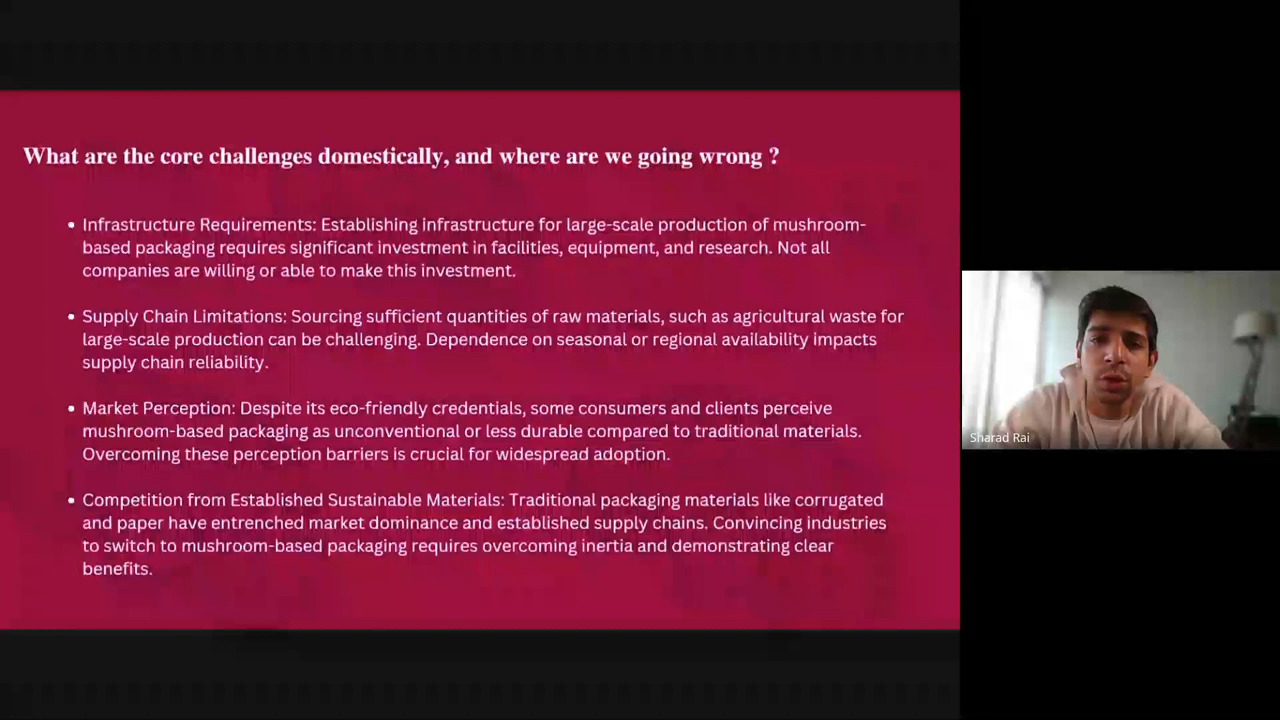 What are the core challenges domestically, and where are we going wrong ?
• Infrastructure Requirements: Establishing infrastructure for large-scale production of mushroom-
based packaging requires significant investment in facilities, equipment, and research. Not all
companies are willing or able to make this investment.
• Supply Chain Limitations: Sourcing sufficient quantities of raw materials, such as agricultural waste for
large-scale production can be challenging. Dependence on seasonal or regional availability impacts
supply chain reliability.
• Market Perception: Despite its eco-friendly credentials, some consumers and clients perceive
mushroom-based packaging as unconventional or less durable compared to traditional materials.
Overcoming these perception barriers is crucial for widespread adoption.
• Competition from Established Sustainable Materials: Traditional packaging materials like corrugated
and paper have entrenched market dominance and established supply chains. Convincing industries
to switch to mushroom-based packaging requires overcoming inertia and demonstrating clear
benefits.
Sharad Rai